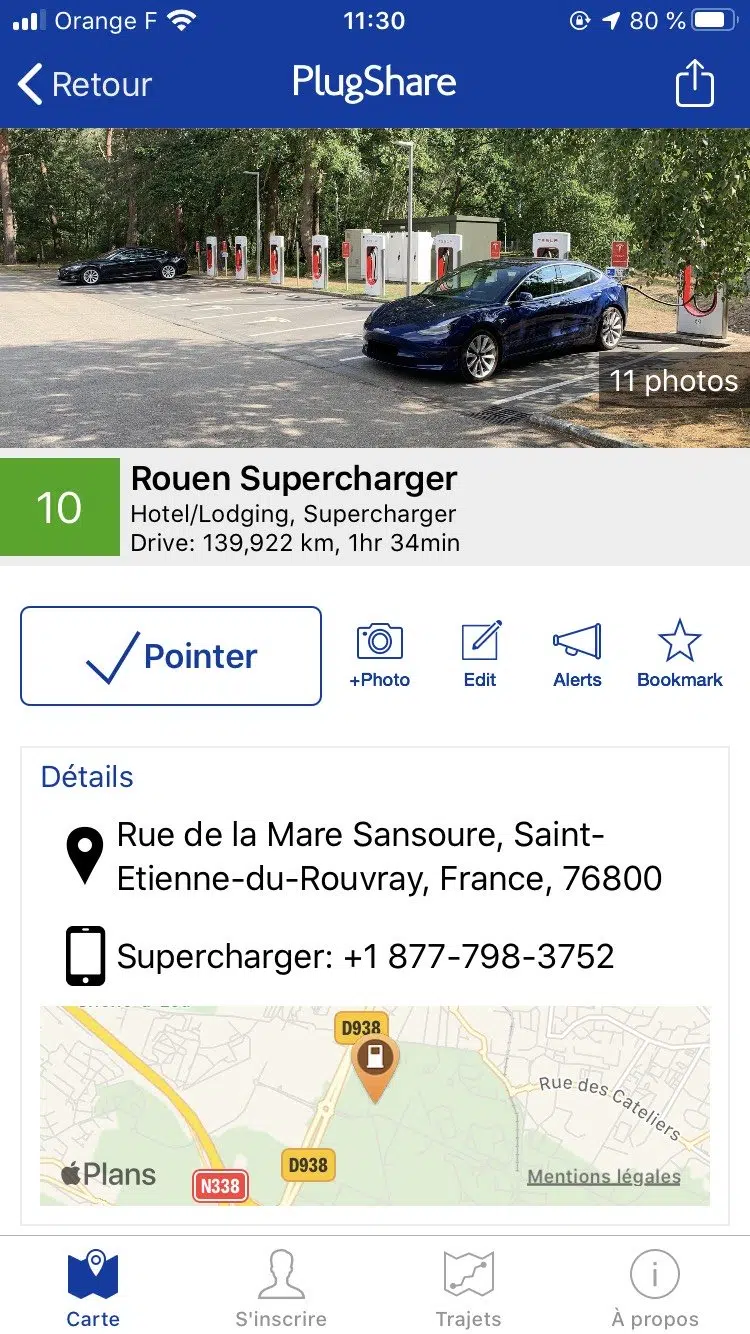 Orange F 11:30 80 %
Retour PlugShare
TESLA
11 photos
10
Rouen Supercharger
Hotel/Lodging, Supercharger
Drive: 139,922 km, 1hr 34min
Pointer
+Photo Edit Alerts Bookmark
Détails
Rue de la Mare Sansoure, Saint-
Etienne-du-Rouvray, France, 76800
Supercharger: +1 877-798-3752
D938
Rue des Cateliers
D938
Plans
N338
Mentions légales
Carte S'inscrire Trajets À propos